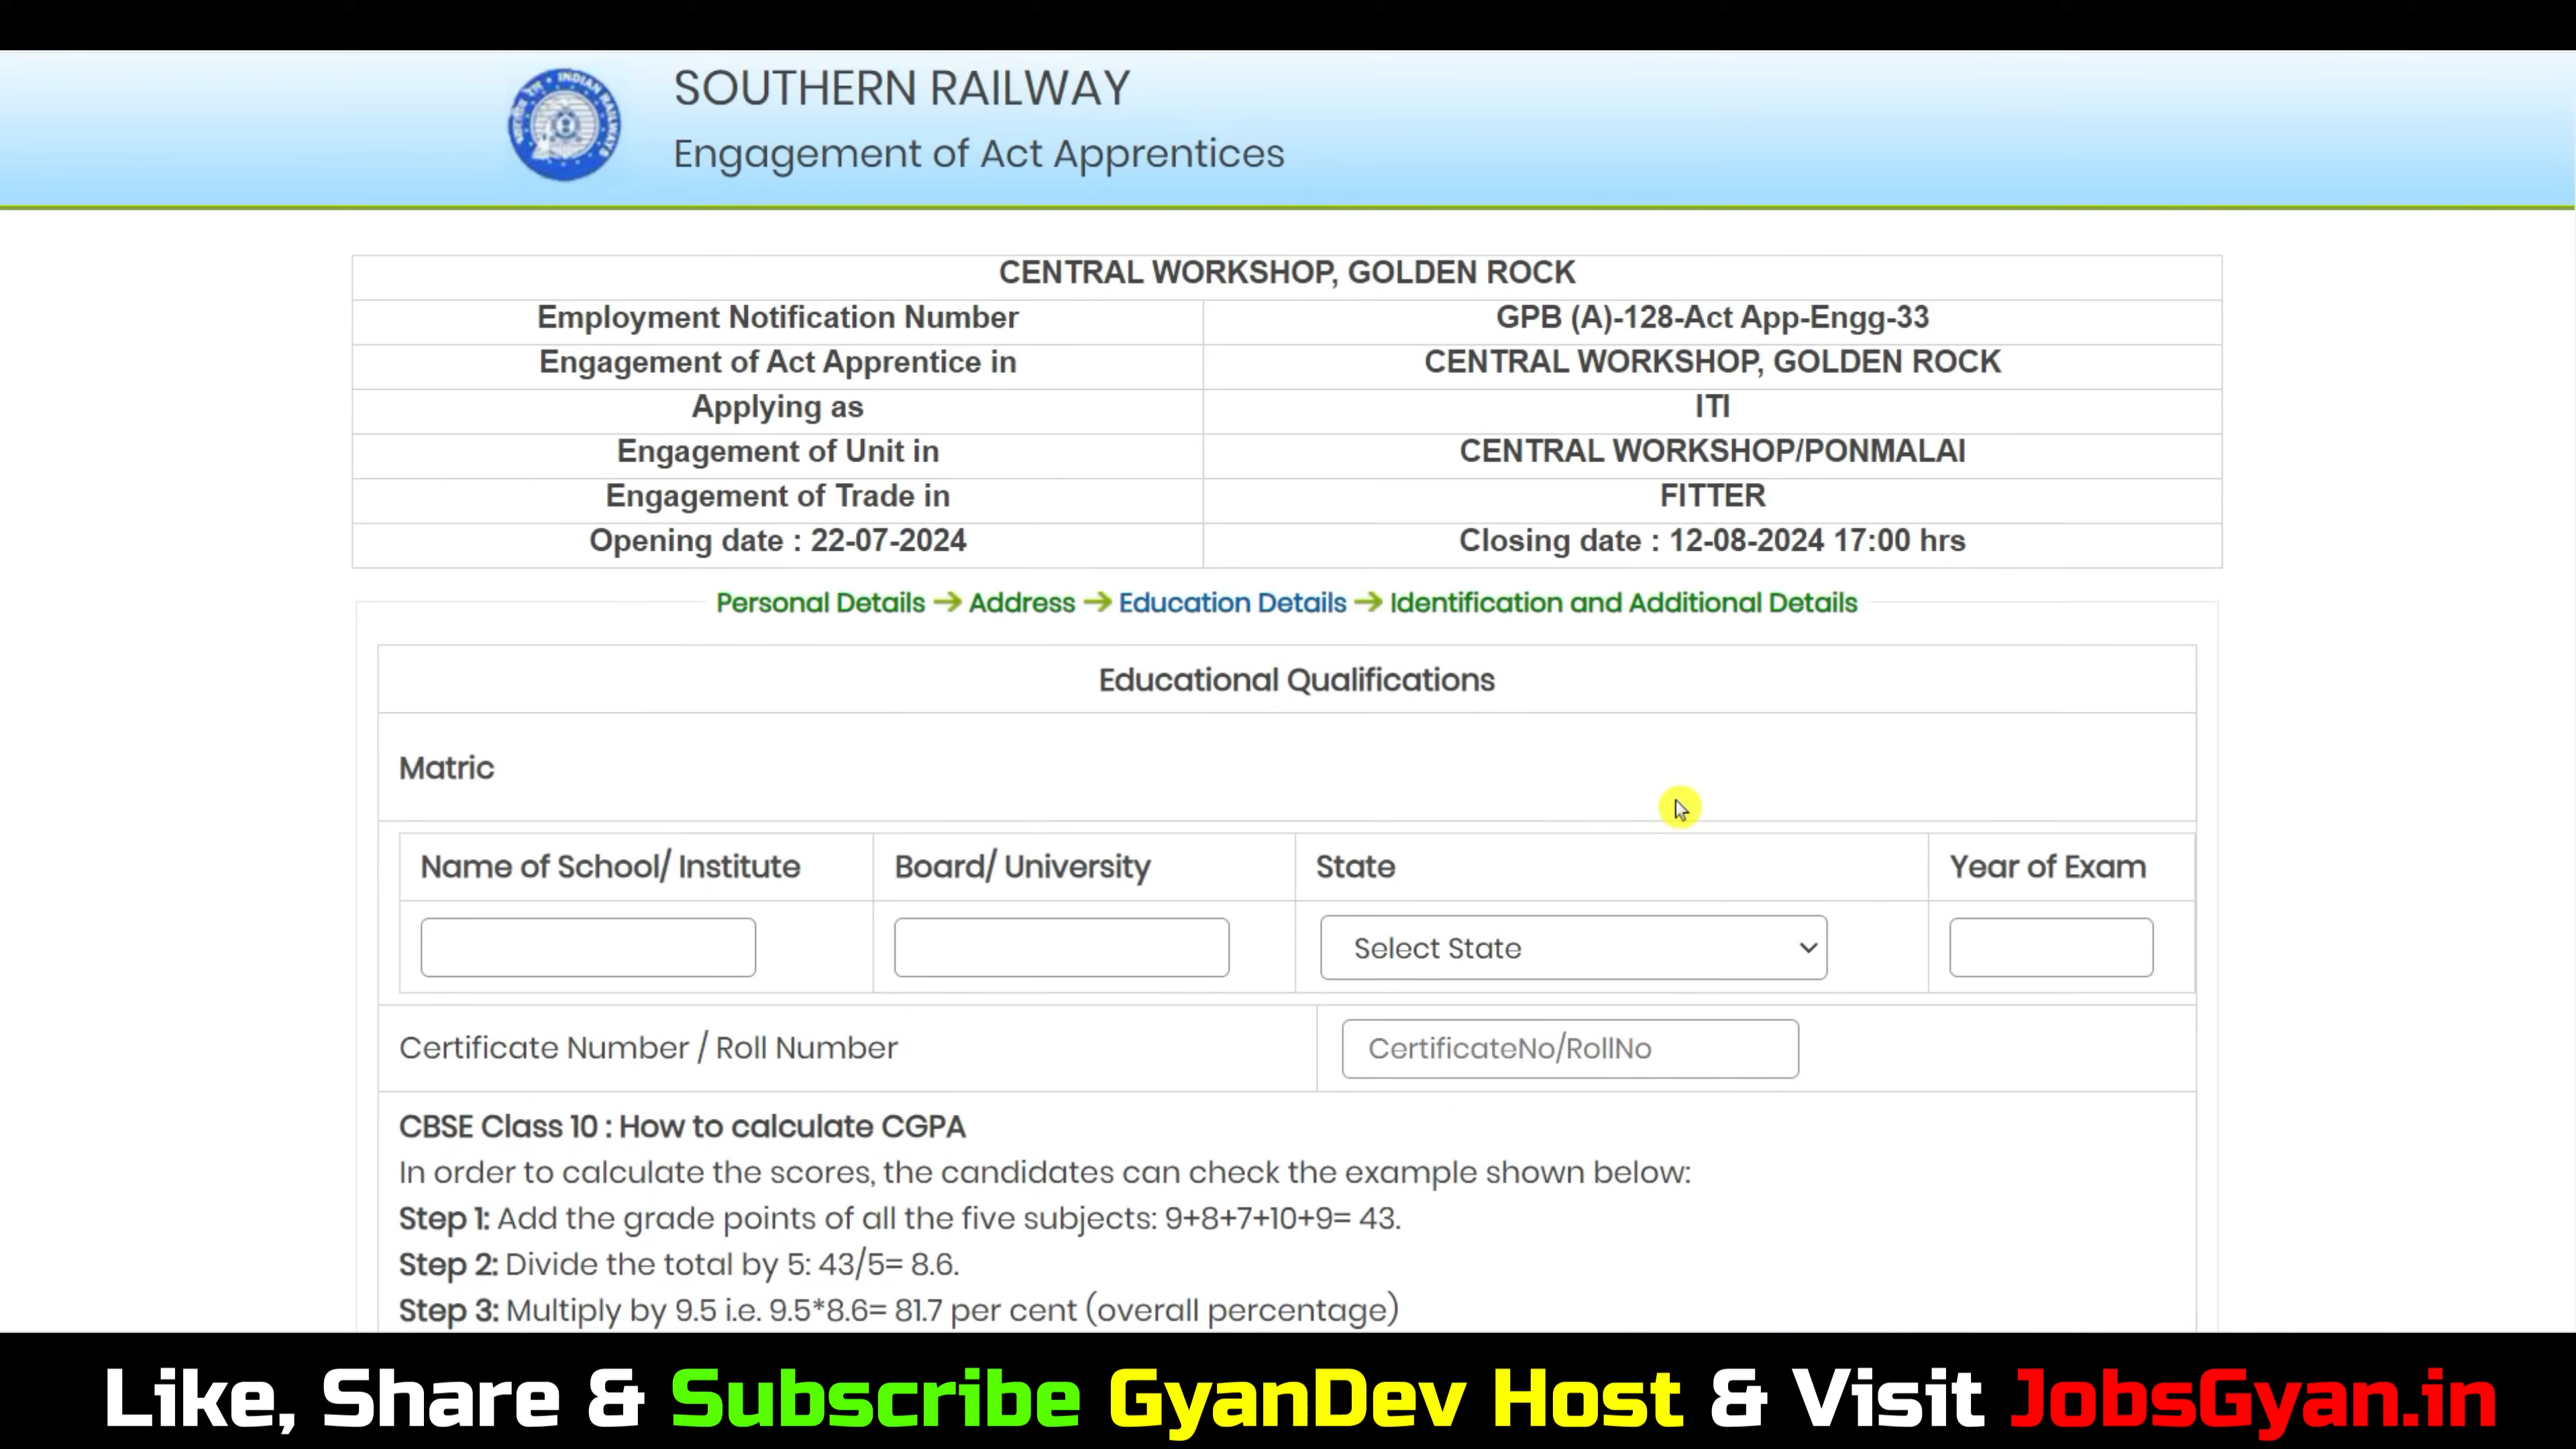 SOUTHERN RAILWAY
Engagement of Act Apprentices
CENTRAL WORKSHOP, GOLDEN ROCK
Employment Notification Number GPB (A)-128-Act App-Engg-33
Engagement of Act Apprentice in CENTRAL WORKSHOP, GOLDEN ROCK
Applying as ITI
Engagement of Unit in CENTRAL WORKSHOP/PONMALAI
Engagement of Trade in FITTER
Opening date : 22-07-2024 Closing date : 12-08-2024 17:00 hrs
Personal Details → Address → Education Details → Identification and Additional Details
Educational Qualifications
Matric
Name of School/ Institute Board/ University State Year of Exam
Select State
Certificate Number / Roll Number CertificateNo/RollNo
CBSE Class 10 : How to calculate CGPA
In order to calculate the scores, the candidates can check the example shown below:
Step 1: Add the grade points of all the five subjects: 9+8+7+10+9= 43.
Step 2: Divide the total by 5: 43/5= 8.6.
Step 3: Multiply by 9.5 i.e. 9.5*8.6= 81.7 per cent (overall percentage)
Like, Share & Subscribe GyanDev Host & Visit JobsGyan.in